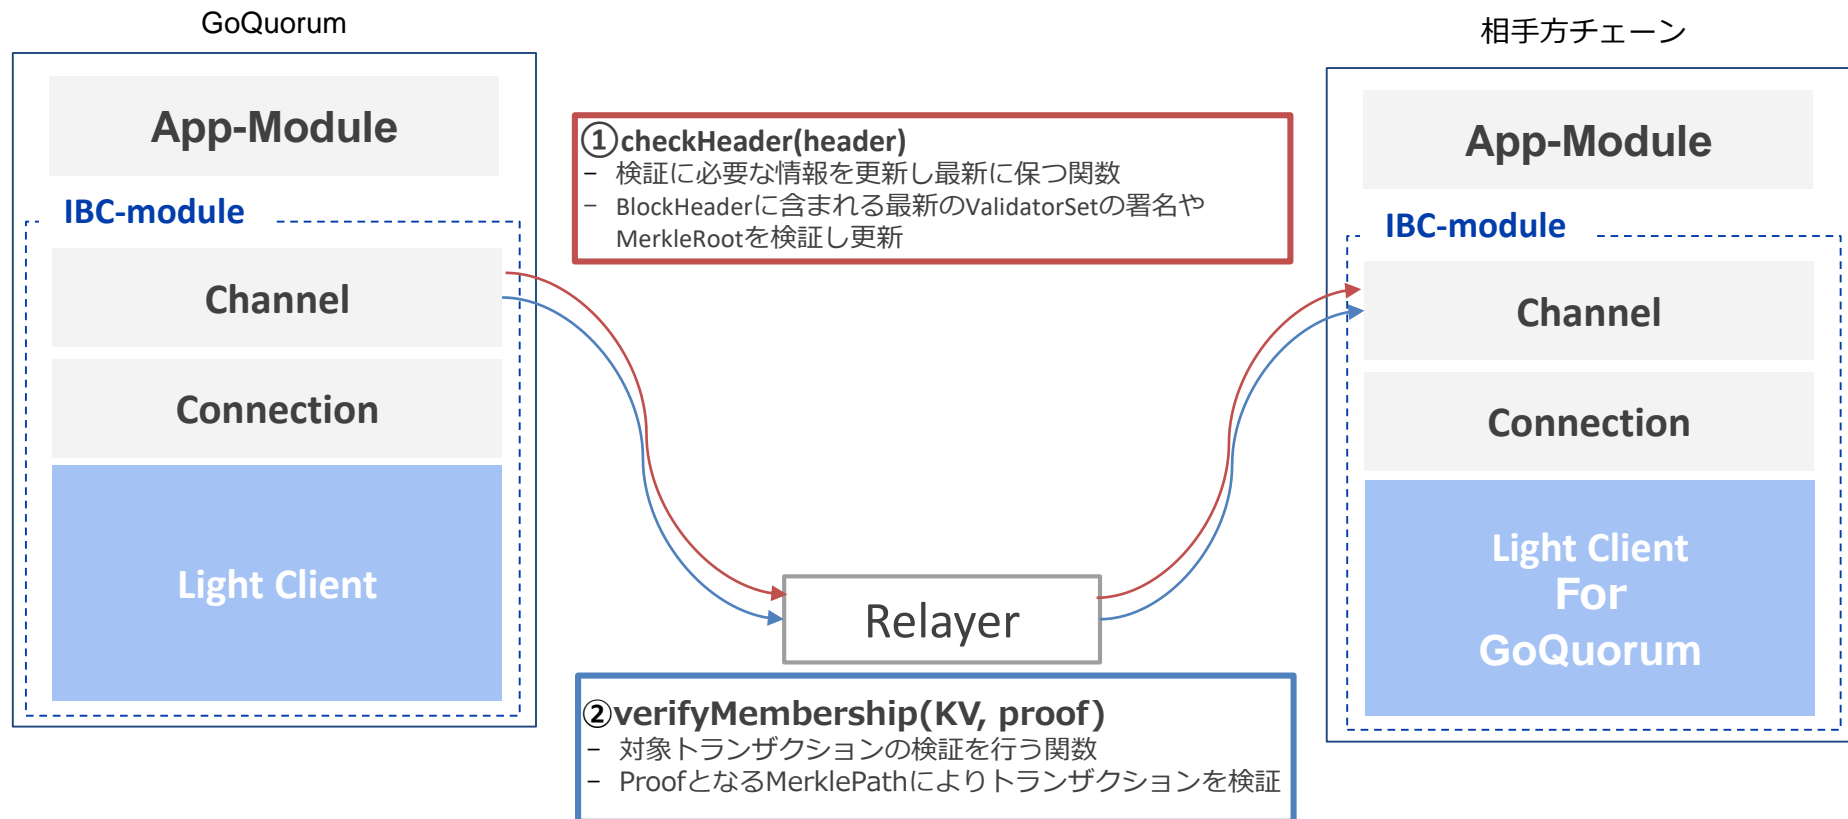 GoQuorum
App-Module
IBC-module
Channel
Connection
Light Client
①checkHeader(header)
- 検証に必要な情報を更新し最新に保つ関数
- BlockHeaderに含まれる最新のValidatorSetの署名や
MerkleRootを検証し更新
Relayer
②verifyMembership(KV, proof)
- 対象トランザクションの検証を行う関数
- ProofとなるMerklePathによりトランザクションを検証
相手方チェーン
App-Module
IBC-module
Channel
Connection
Light Client
For
GoQuorum